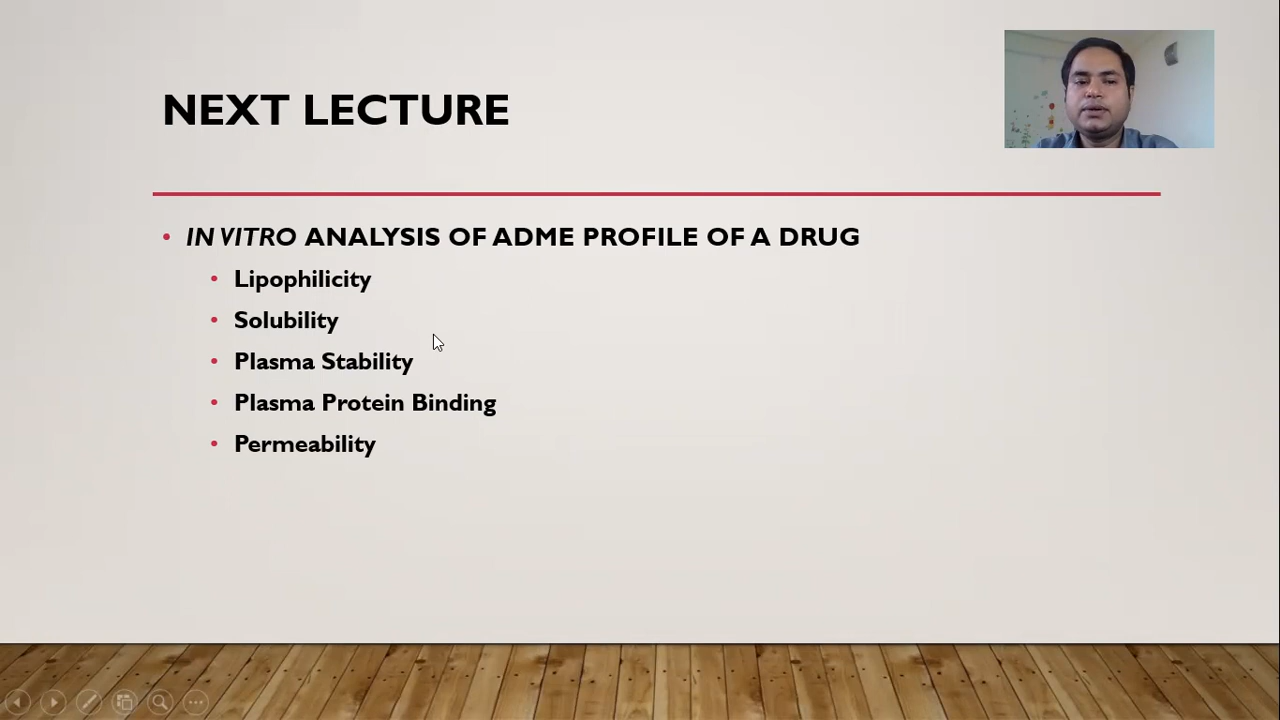 NEXT LECTURE
IN VITRO ANALYSIS OF ADME PROFILE OF A DRUG
Lipophilicity
Solubility
Plasma Stability
Plasma Protein Binding
Permeability